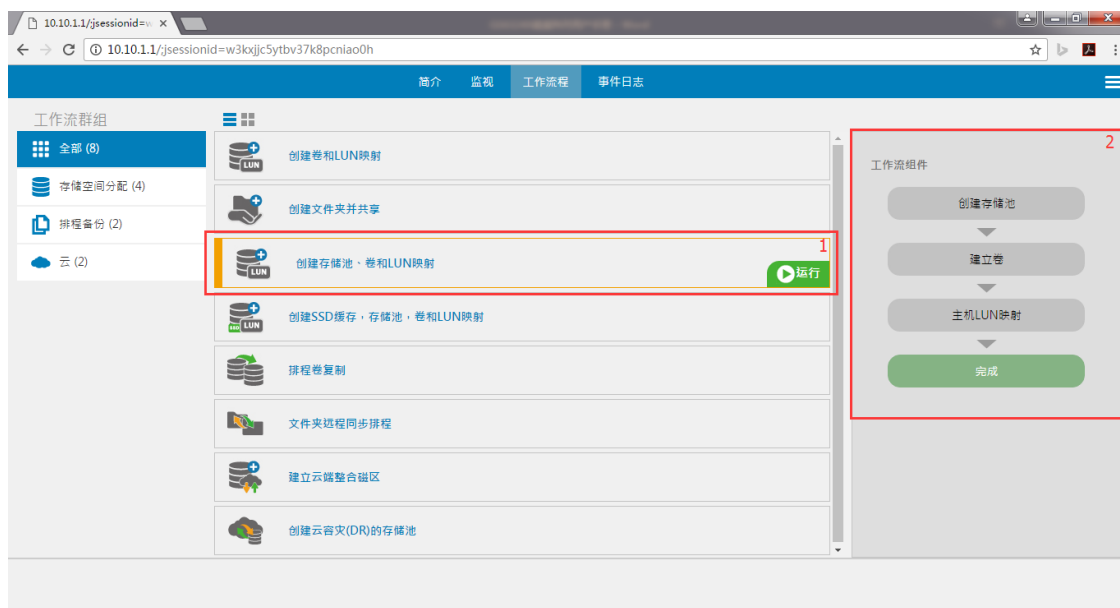 10.10.1.1/;jsessionid=w
10.10.1.1/;jsessionid=w3kxjjc5ytbv37k8pcniao0h
简介 监视 工作流程 事件日志
工作流群组
全部 (8)
存储空间分配 (4)
排程备份 (2)
云 (2)
LUN 创建卷和LUN映射
创建文件夹并共享
LUN 创建存储池、卷和LUN映射 1
运行
SSD LUN 创建SSD缓存，存储池，卷和LUN映射
排程卷复制
文件夹远程同步排程
建立云端整合磁区
创建云容灾(DR)的存储池
2
工作流组件
创建存储池
建立卷
主机LUN映射
完成